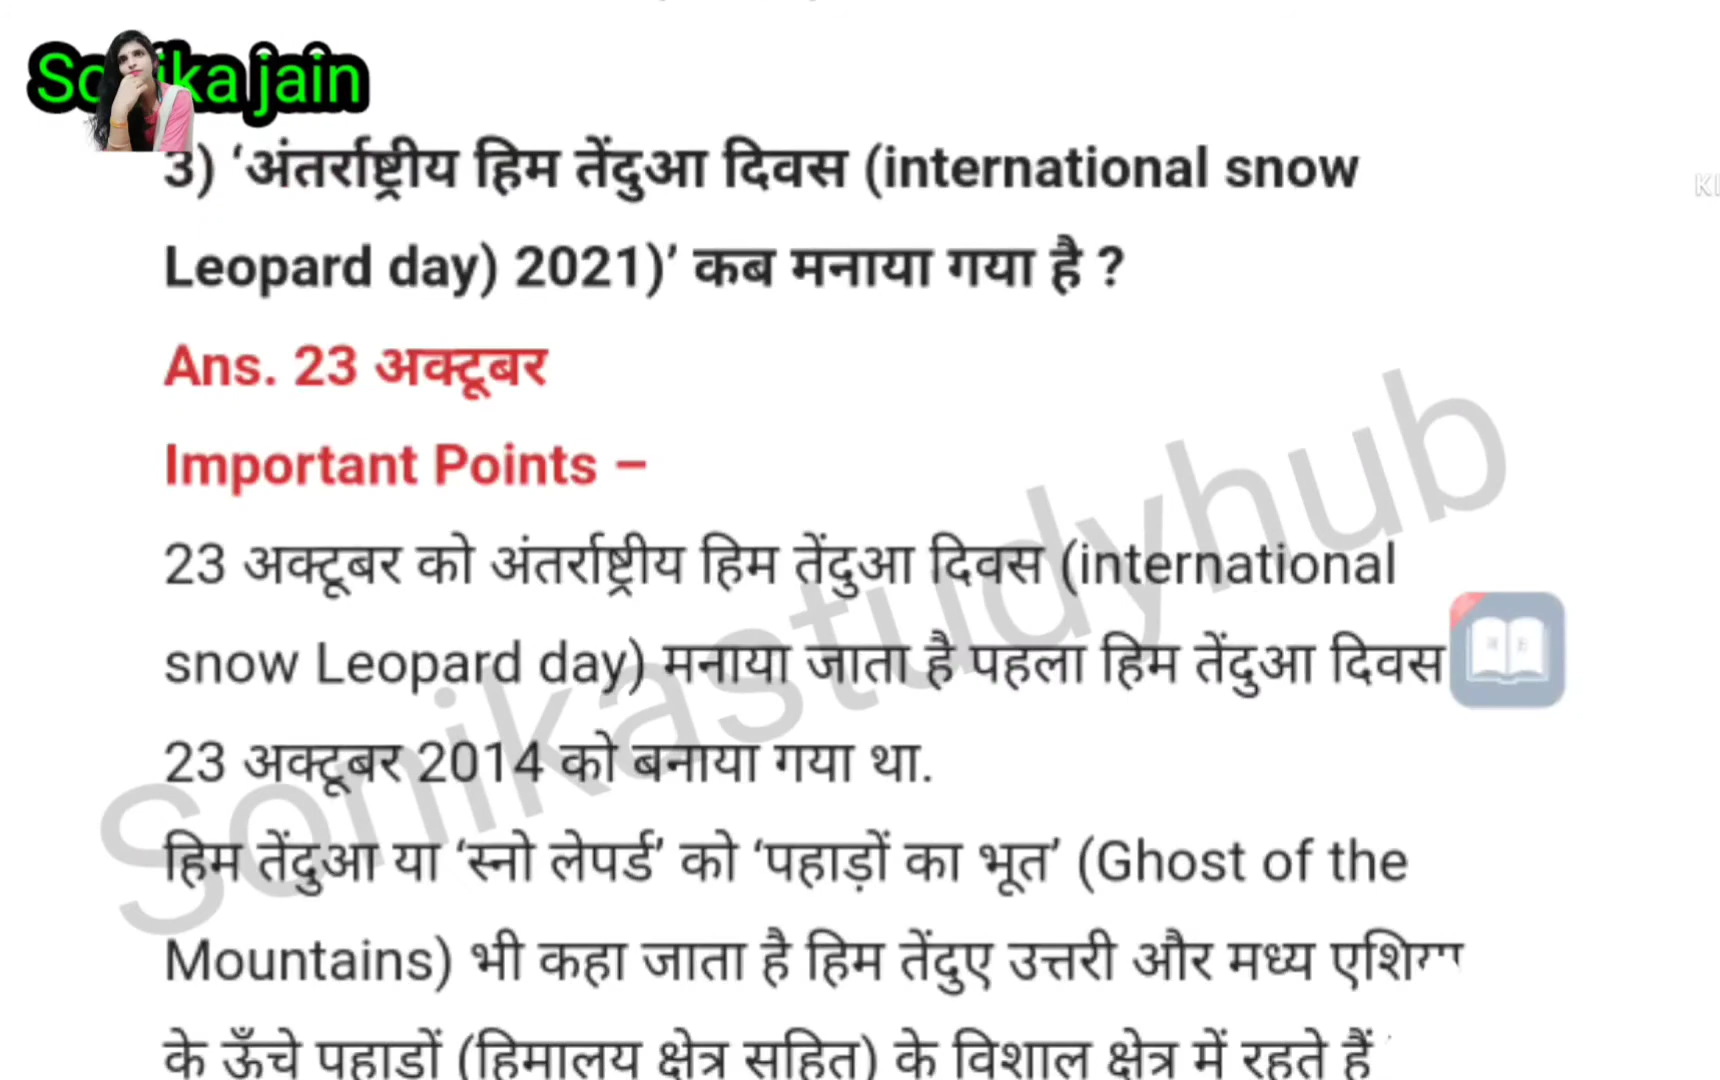 ika jain
3) ‘अंतर्राष्ट्रीय हिम तेंदुआ दिवस (international snow
Leopard day) 2021)’ कब मनाया गया है ?
Ans. 23 अक्टूबर
Important Points –
23 अक्टूबर को अंतर्राष्ट्रीय हिम तेंदुआ दिवस (international
snow Leopard day) मनाया जाता है पहला हिम तेंदुआ दिवस
23 अक्टूबर 2014 को बनाया गया था.
हिम तेंदुआ या ‘स्नो लेपर्ड’ को ‘पहाड़ों का भूत’ (Ghost of the
Mountains) भी कहा जाता है हिम तेंदुए उत्तरी और मध्य
के ऊँचे पहाडों (हिमालय क्षेत्र सहित) के विशाल क्षेत्र में रहते हैं
Sonikastudyhub